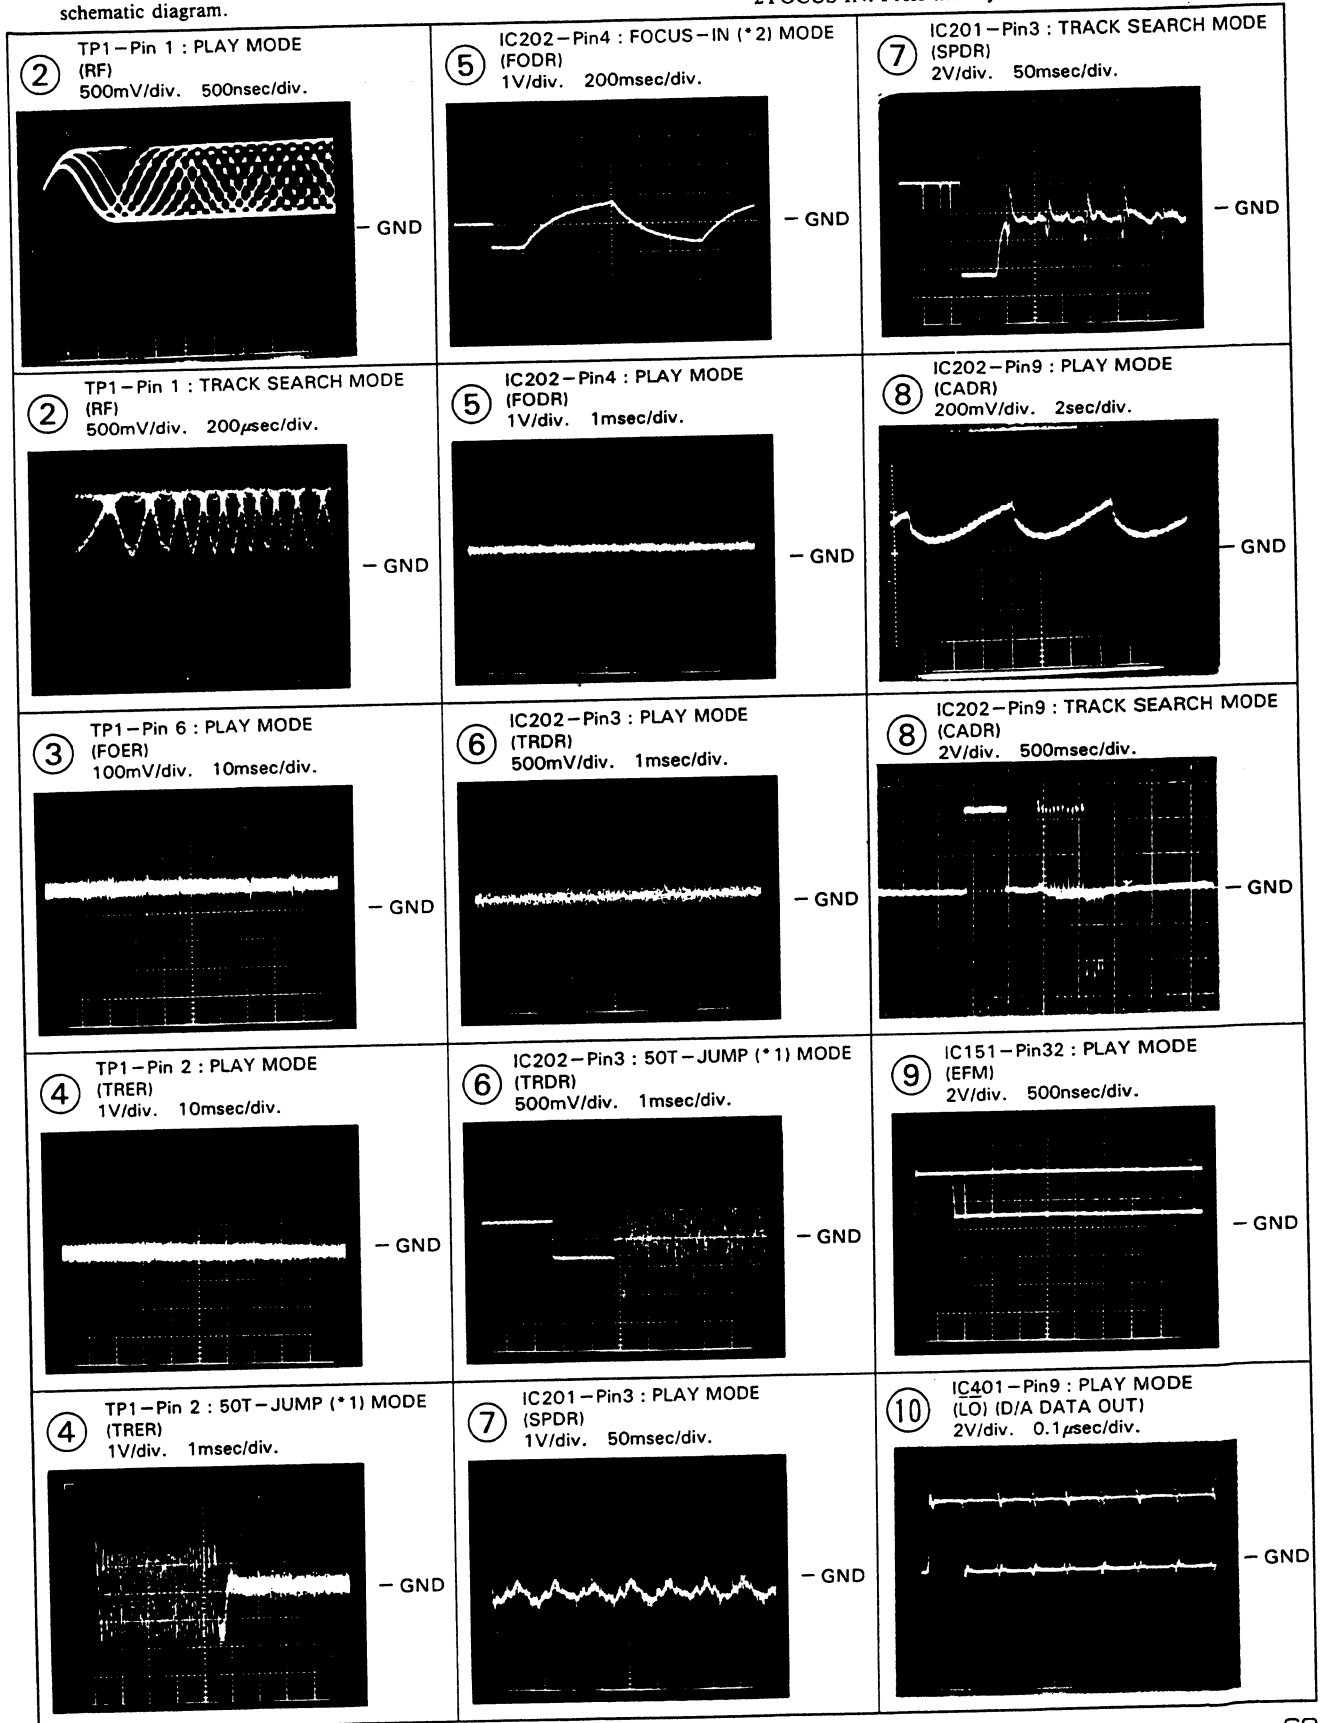 schematic diagram.
② TP1–Pin 1 : PLAY MODE
(RF)
500mV/div. 500nsec/div.
– GND
② TP1–Pin 1 : TRACK SEARCH MODE
(RF)
500mV/div. 200μsec/div.
– GND
③ TP1–Pin 6 : PLAY MODE
(FOER)
100mV/div. 10msec/div.
– GND
④ TP1–Pin 2 : PLAY MODE
(TRER)
1V/div. 10msec/div.
– GND
④ TP1–Pin 2 : 50T–JUMP (*1) MODE
(TRER)
1V/div. 1msec/div.
– GND
⑤ IC202–Pin4 : FOCUS–IN (*2) MODE
(FODR)
1V/div. 200msec/div.
– GND
⑤ IC202–Pin4 : PLAY MODE
(FODR)
1V/div. 1msec/div.
– GND
⑥ IC202–Pin3 : PLAY MODE
(TRDR)
500mV/div. 1msec/div.
– GND
⑥ IC202–Pin3 : 50T–JUMP (*1) MODE
(TRDR)
500mV/div. 1msec/div.
– GND
⑦ IC201–Pin3 : PLAY MODE
(SPDR)
1V/div. 50msec/div.
– GND
⑦ IC201–Pin3 : TRACK SEARCH MODE
(SPDR)
2V/div. 50msec/div.
– GND
⑧ IC202–Pin9 : PLAY MODE
(CADR)
200mV/div. 2sec/div.
– GND
⑧ IC202–Pin9 : TRACK SEARCH MODE
(CADR)
2V/div. 500msec/div.
– GND
⑨ IC151–Pin32 : PLAY MODE
(EFM)
2V/div. 500nsec/div.
– GND
⑩ IC401–Pin9 : PLAY MODE
(L̅O̅) (D/A DATA OUT)
2V/div. 0.1μsec/div.
– GND